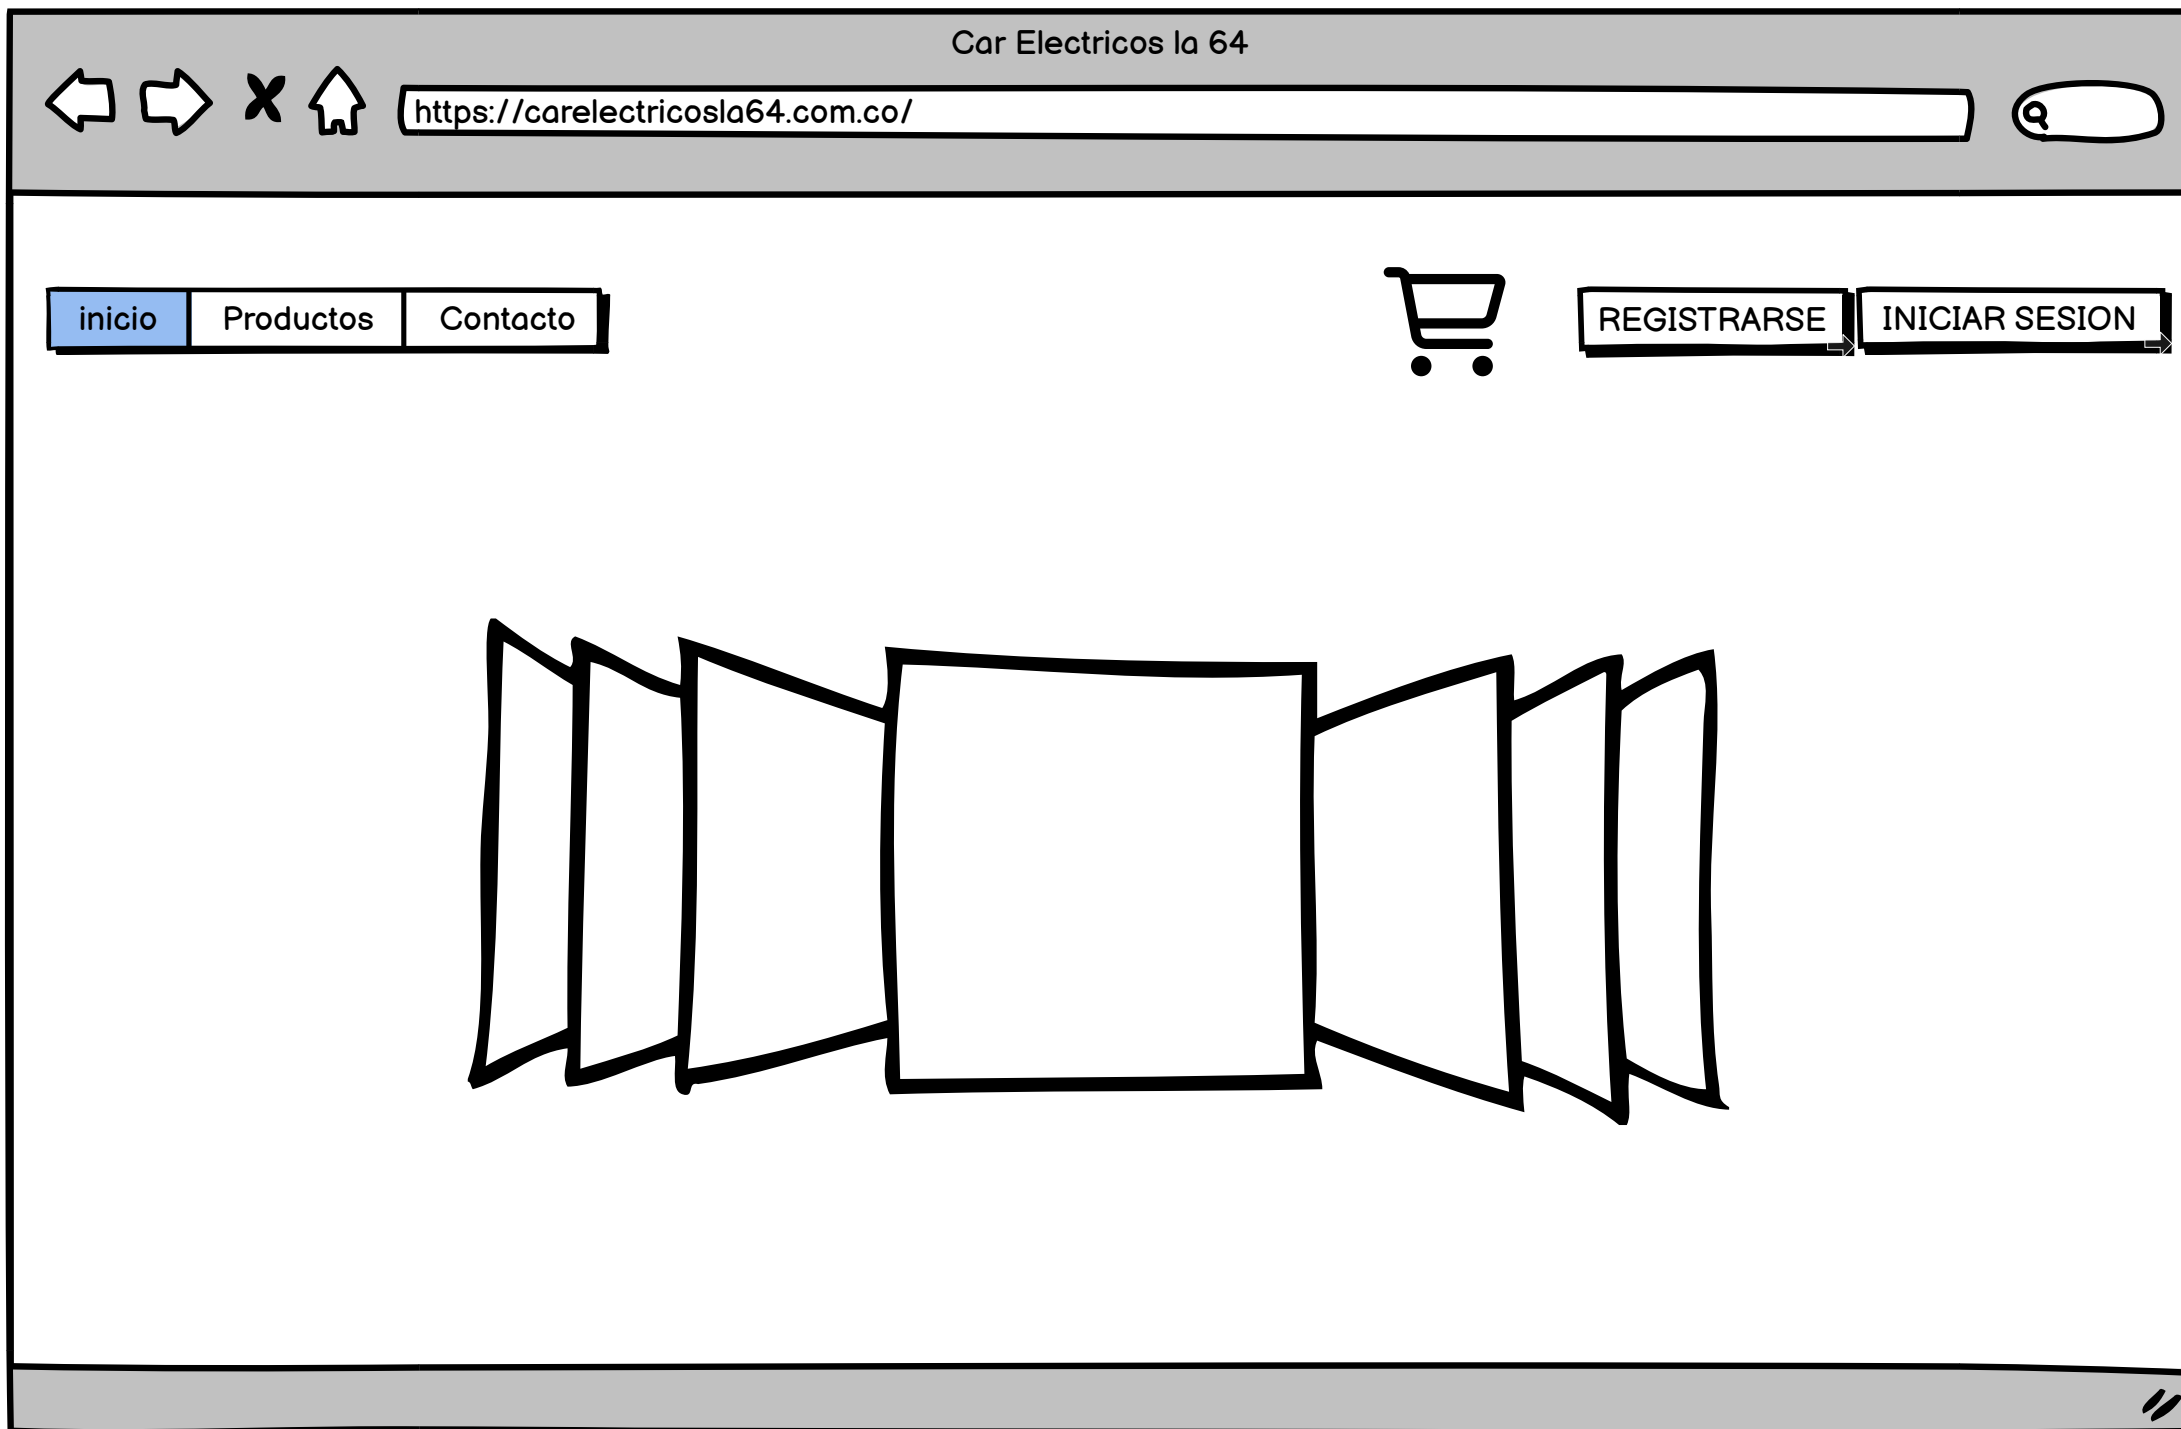 Car Electricos la 64
https://carelectricosla64.com.co/
inicio Productos Contacto REGISTRARSE INICIAR SESION